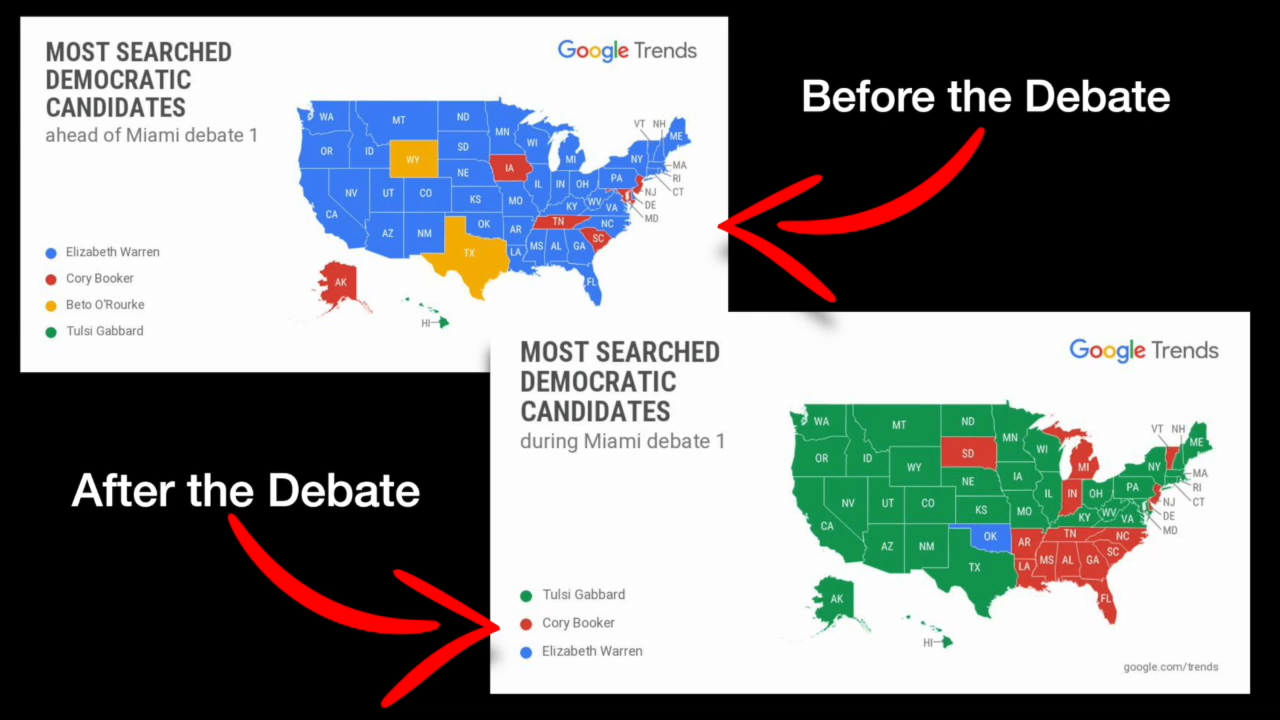 MOST SEARCHED
DEMOCRATIC
CANDIDATES
ahead of Miami debate 1
Google Trends
WA
MT
ND
MN
VT
NH
ME
OR
ID
WY
SD
WI
MI
NY
MA
RI
CT
NV
UT
CO
NE
IA
IL
IN
OH
PA
NJ
DE
MD
CA
AZ
NM
KS
MO
KY
WV
VA
OK
AR
TN
NC
SC
TX
LA
MS
AL
GA
FL
AK
HI
Elizabeth Warren
Cory Booker
Beto O'Rourke
Tulsi Gabbard
Before the Debate
After the Debate
MOST SEARCHED
DEMOCRATIC
CANDIDATES
during Miami debate 1
Google Trends
WA
MT
ND
MN
VT
NH
ME
OR
ID
WY
SD
WI
MI
NY
MA
RI
CT
NV
UT
CO
NE
IA
IL
IN
OH
PA
NJ
DE
MD
CA
AZ
NM
KS
MO
KY
WV
VA
OK
AR
TN
NC
SC
TX
LA
MS
AL
GA
FL
AK
HI
Tulsi Gabbard
Cory Booker
Elizabeth Warren
google.com/trends